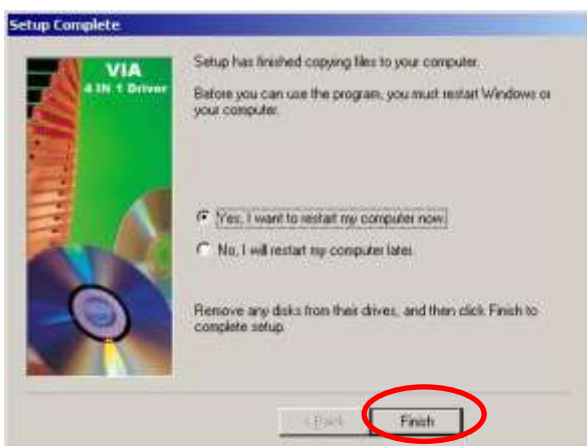 Setup Complete
VIA
4 IN 1 Driver
Setup has finished copying files to your computer.
Before you can use the program, you must restart Windows or
your computer.
Yes, I want to restart my computer now.
No, I will restart my computer later.
Remove any disks from their drives, and then click Finish to
complete setup.
< Back
Finish